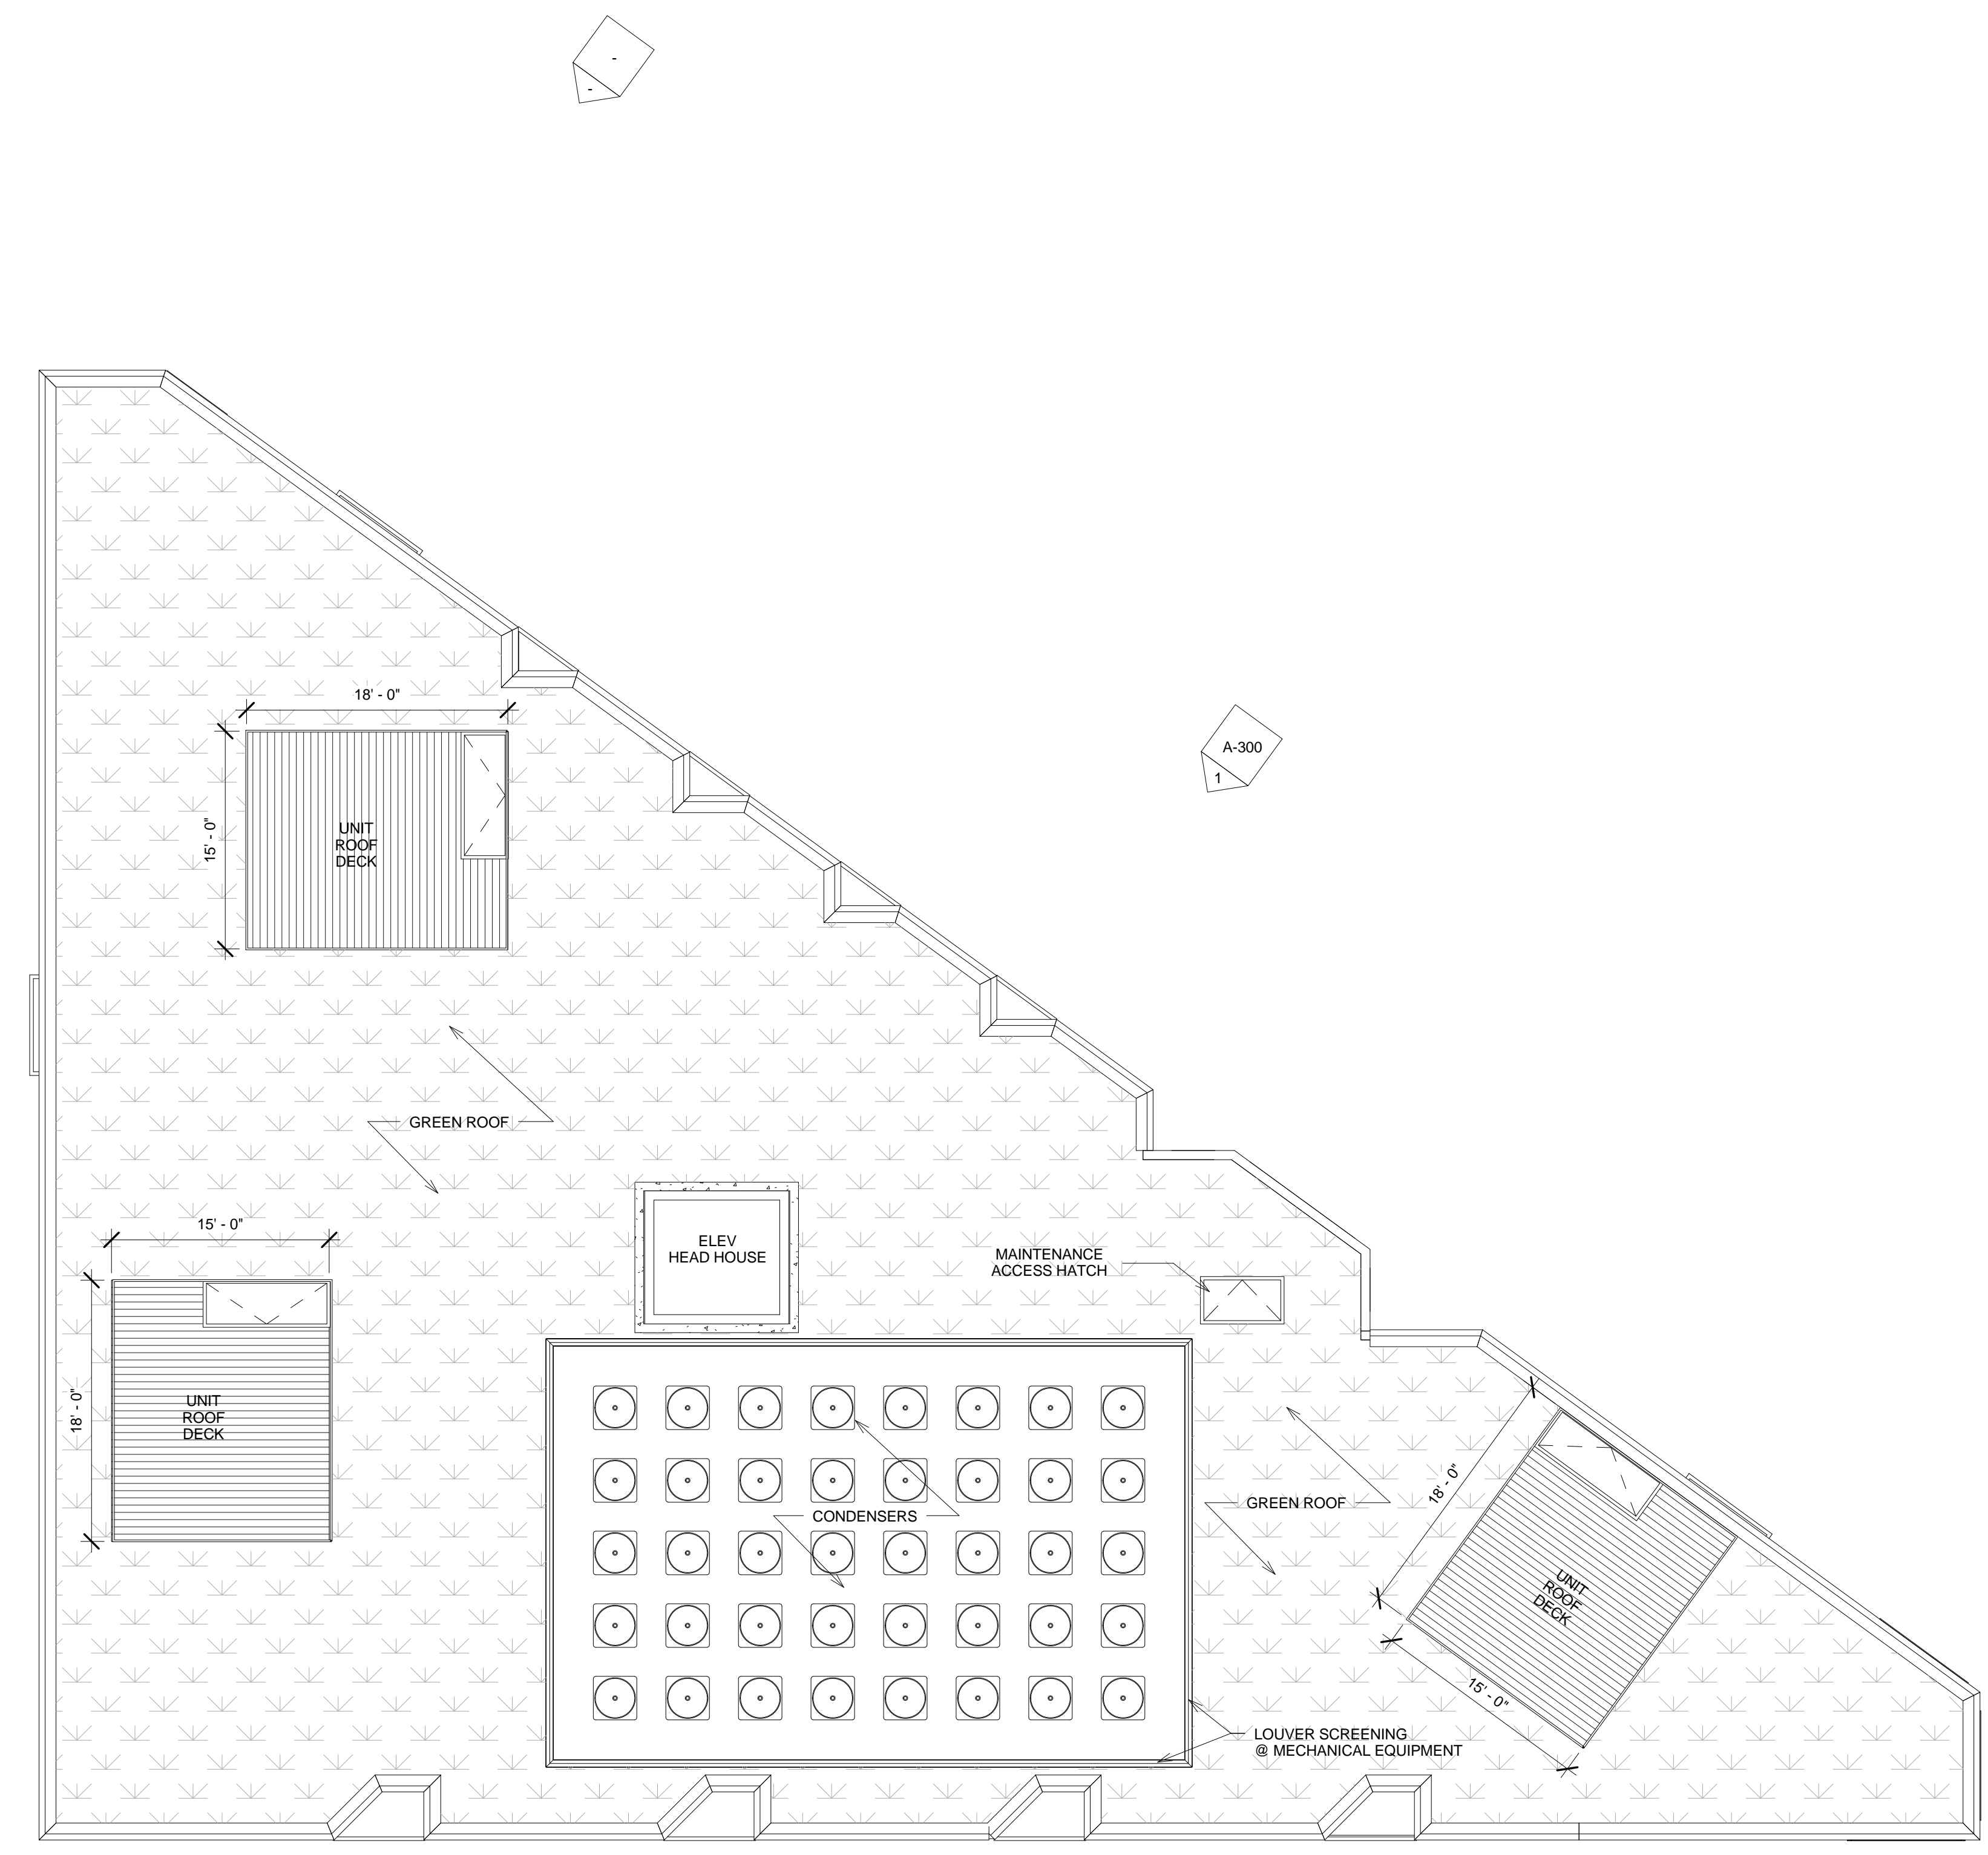 -
-
18' - 0"
A-300
1
15' - 0"
UNIT
ROOF
DECK
GREEN ROOF
15' - 0"
ELEV
HEAD HOUSE
MAINTENANCE
ACCESS HATCH
18' - 0"
UNIT
ROOF
DECK
CONDENSERS
GREEN ROOF
18' - 0"
UNIT
ROOF
DECK
15' - 0"
LOUVER SCREENING
@ MECHANICAL EQUIPMENT